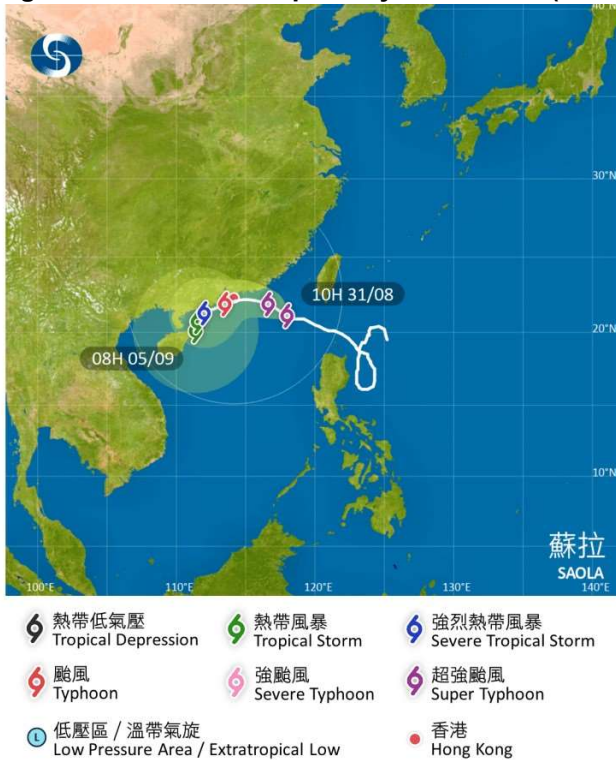 40°N
30°N
10H 31/08
20°N
08H 05/09
10°N
蘇拉
SAOLA
100°E
110°E
120°E
130°E
140°E
熱帶低氣壓
Tropical Depression
熱帶風暴
Tropical Storm
強烈熱帶風暴
Severe Tropical Storm
颱風
Typhoon
強颱風
Severe Typhoon
超強颱風
Super Typhoon
L
低壓區 / 溫帶氣旋
Low Pressure Area / Extratropical Low
香港
Hong Kong